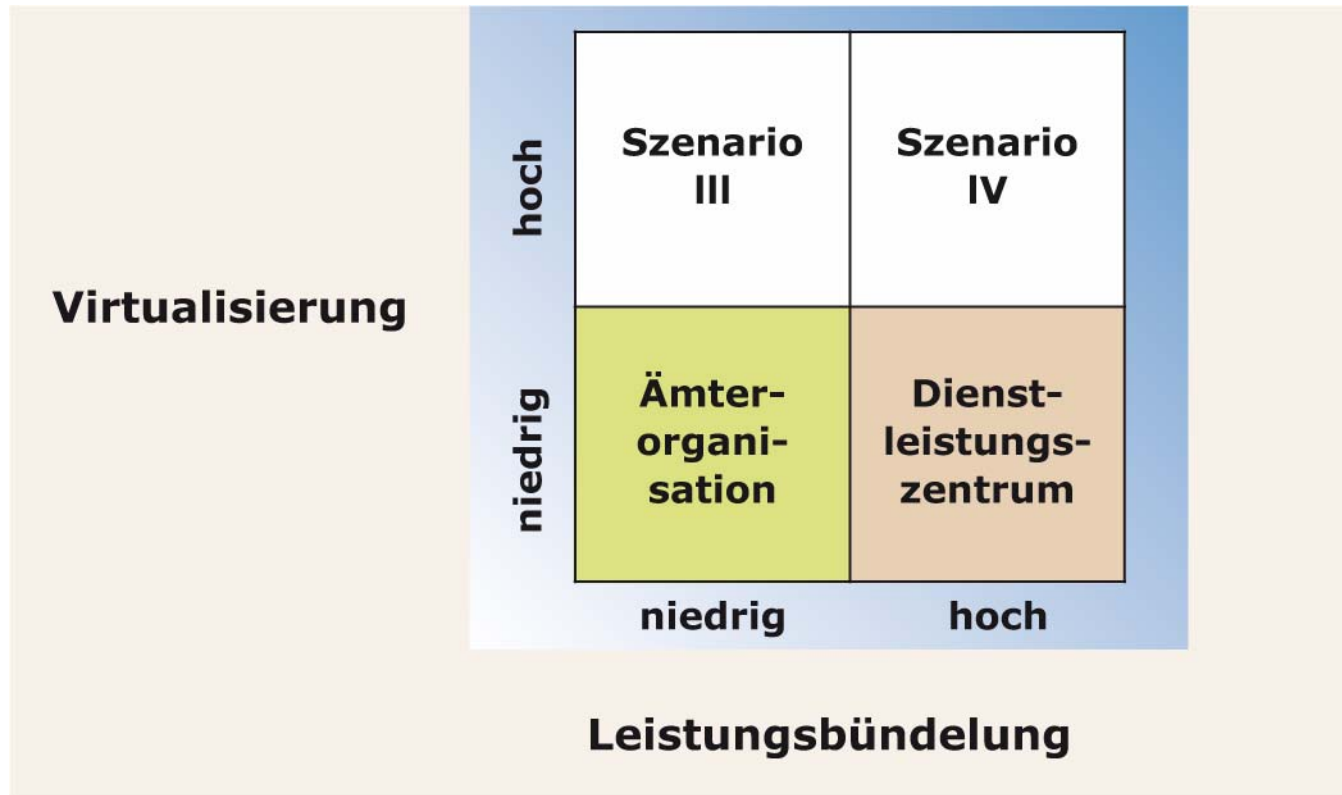 hoch
Szenario
III
Szenario
IV
Virtualisierung
niedrig
Ämter-
organi-
sation
Dienst-
leistungs-
zentrum
niedrig
hoch
Leistungsbündelung